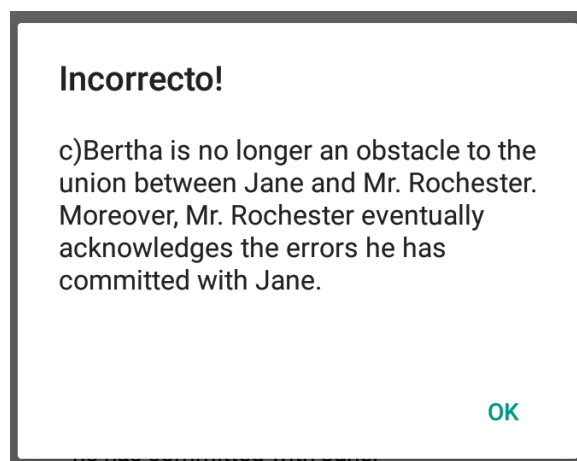 Incorrecto!
c)Bertha is no longer an obstacle to the
union between Jane and Mr. Rochester.
Moreover, Mr. Rochester eventually
acknowledges the errors he has
committed with Jane.
OK